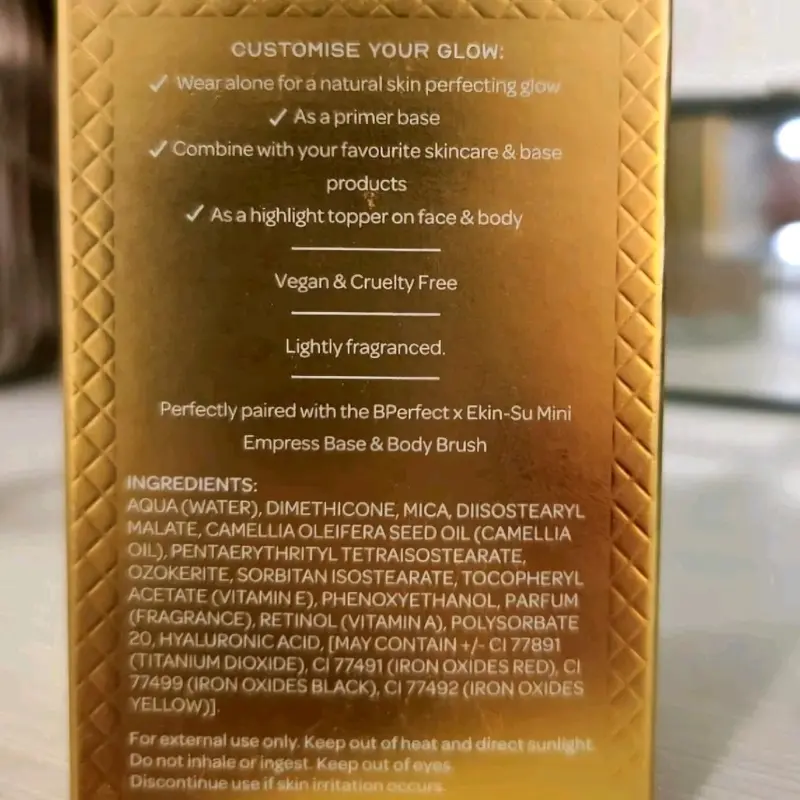 CUSTOMISE YOUR GLOW:
✓ Wear alone for a natural skin perfecting glow
✓ As a primer base
✓ Combine with your favourite skincare & base
products
✓ As a highlight topper on face & body
Vegan & Cruelty Free
Lightly fragranced.
Perfectly paired with the BPerfect x Ekin-Su Mini
Empress Base & Body Brush
INGREDIENTS:
AQUA (WATER), DIMETHICONE, MICA, DIISOSTEARYL
MALATE, CAMELLIA OLEIFERA SEED OIL (CAMELLIA
OIL), PENTAERYTHRITYL TETRAISOSTEARATE,
OZOKERITE, SORBITAN ISOSTEARATE, TOCOPHERYL
ACETATE (VITAMIN E), PHENOXYETHANOL, PARFUM
(FRAGRANCE), RETINOL (VITAMIN A), POLYSORBATE
20, HYALURONIC ACID, [MAY CONTAIN +/- CI 77891
(TITANIUM DIOXIDE), CI 77491 (IRON OXIDES RED), CI
77499 (IRON OXIDES BLACK), CI 77492 (IRON OXIDES
YELLOW)].
For external use only. Keep out of heat and direct sunlight.
Do not inhale or ingest. Keep out of eyes.
Discontinue use if skin irritation occurs.